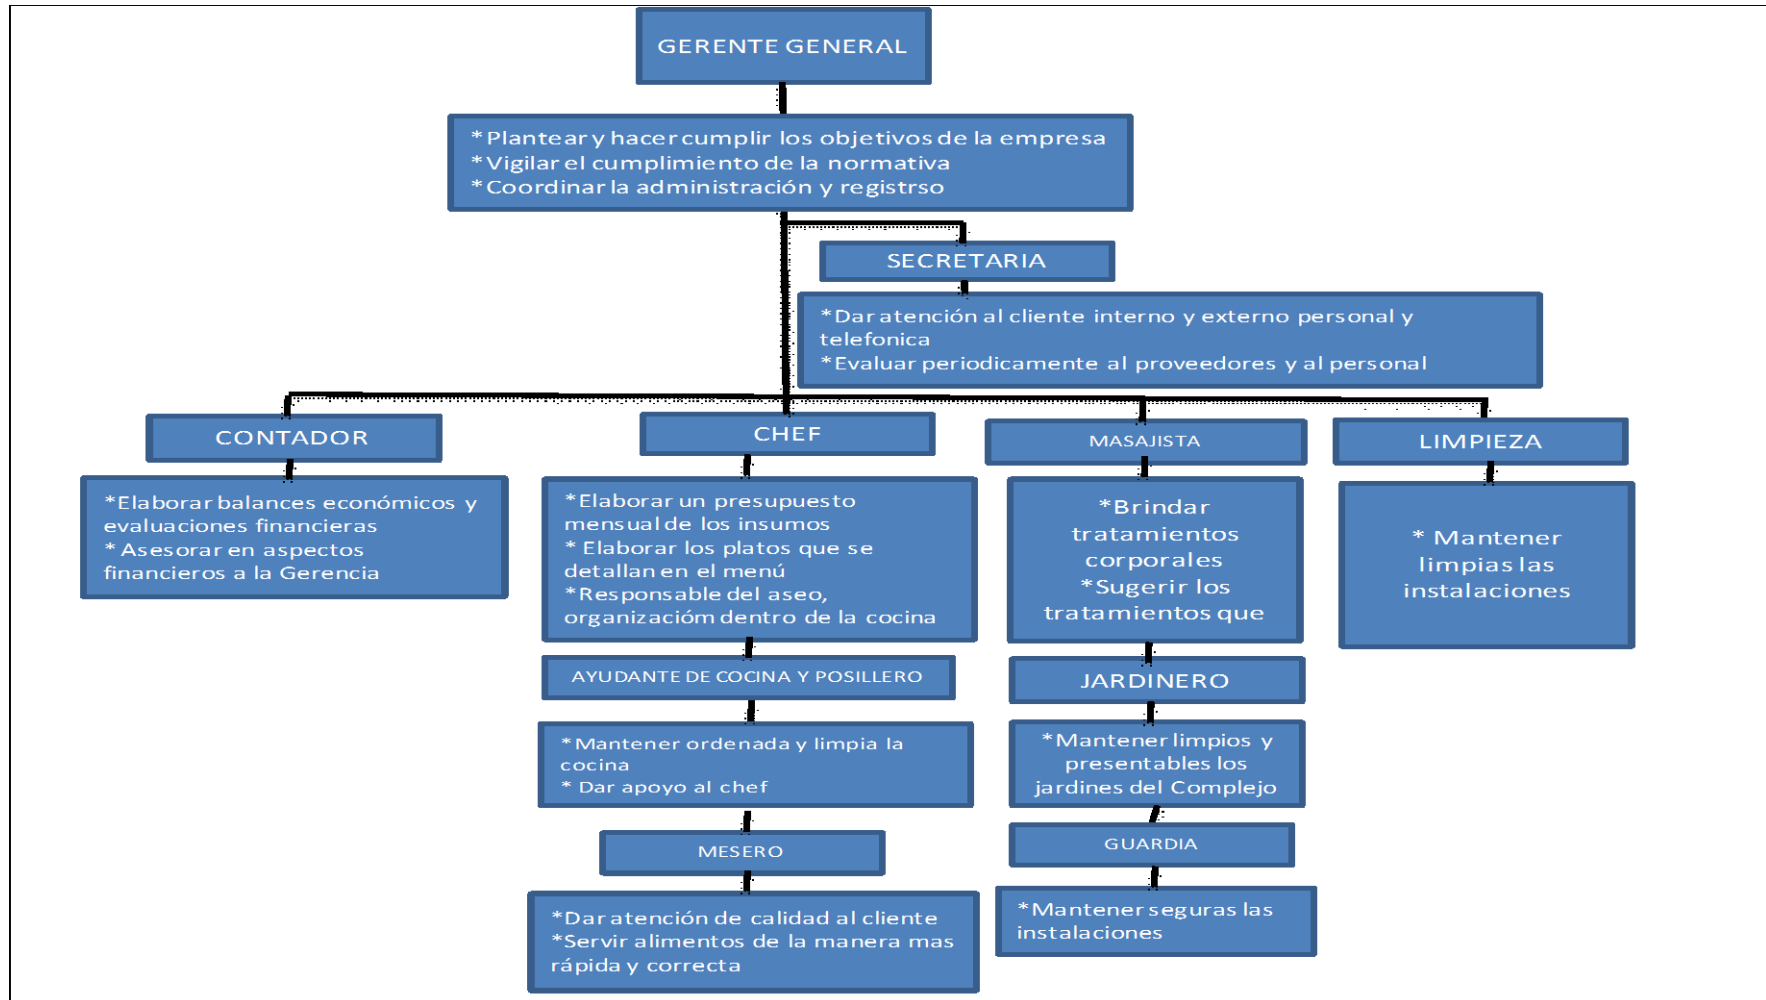 GERENTE GENERAL
*Plantear y hacer cumplir los objetivos de la empresa
*Vigilar el cumplimiento de la normativa
*Coordinar la administración y registrso
SECRETARIA
*Dar atención al cliente interno y externo personal y
telefonica
*Evaluar periodicamente al proveedores y al personal
CONTADOR
*Elaborar balances económicos y
evaluaciones financieras
*Asesorar en aspectos
financieros a la Gerencia
CHEF
*Elaborar un presupuesto
mensual de los insumos
* Elaborar los platos que se
detallan en el menú
*Responsable del aseo,
organizacióm dentro de la cocina
AYUDANTE DE COCINA Y POSILLERO
*Mantener ordenada y limpia la
cocina
* Dar apoyo al chef
MESERO
*Dar atención de calidad al cliente
*Servir alimentos de la manera mas
rápida y correcta
MASAJISTA
*Brindar
tratamientos
corporales
*Sugerir los
tratamientos que
JARDINERO
*Mantener limpios y
presentables los
jardines del Complejo
GUARDIA
*Mantener seguras las
instalaciones
LIMPIEZA
* Mantener
limpias las
instalaciones